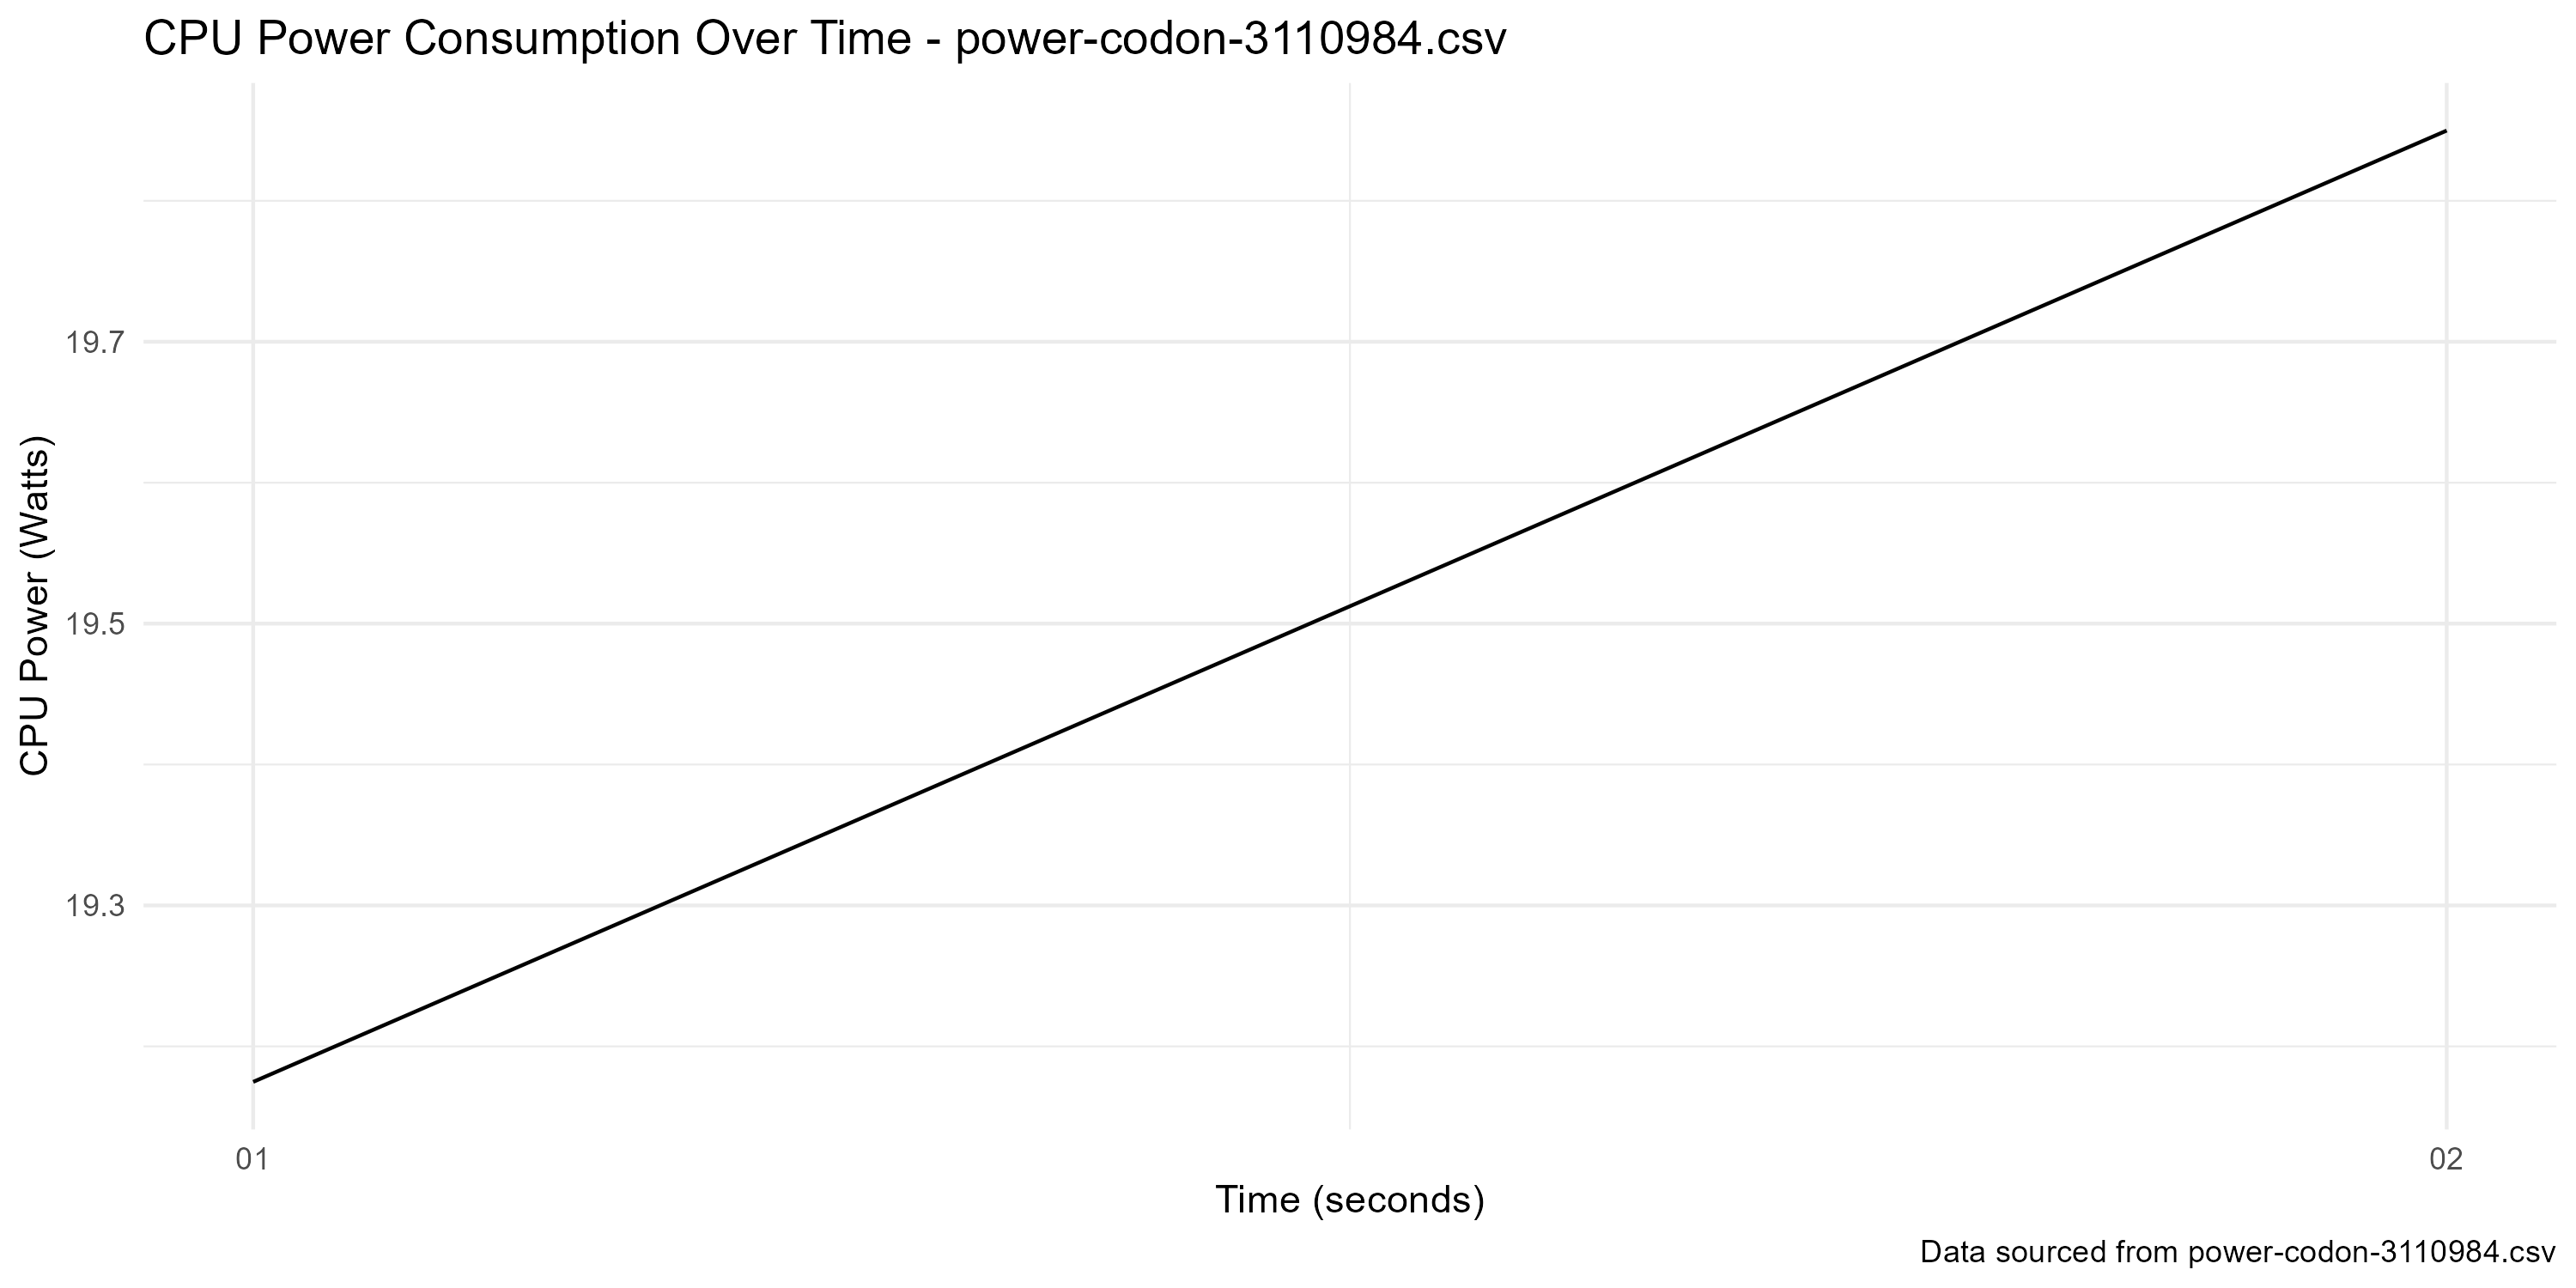 CPU Power Consumption Over Time - power-codon-3110984.csv
CPU Power (Watts)
19.7
19.5
19.3
01
02
Time (seconds)
Data sourced from power-codon-3110984.csv